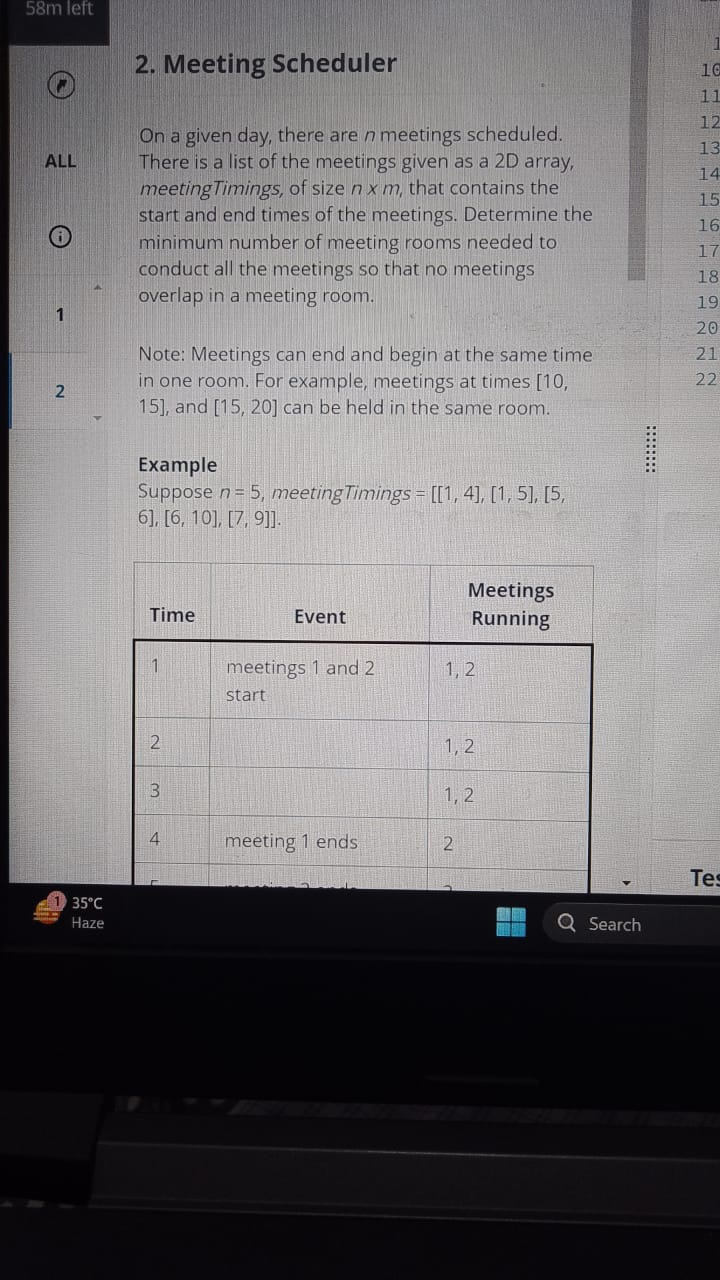 58m left
ALL
1
2
2. Meeting Scheduler
On a given day, there are n meetings scheduled.
There is a list of the meetings given as a 2D array,
meetingTimings, of size n x m, that contains the
start and end times of the meetings. Determine the
minimum number of meeting rooms needed to
conduct all the meetings so that no meetings
overlap in a meeting room.
Note: Meetings can end and begin at the same time
in one room. For example, meetings at times [10,
15], and [15, 20] can be held in the same room.
Example
Suppose n = 5, meetingTimings = [[1, 4], [1, 5], [5,
6], [6, 10], [7, 9]].
Time Event Meetings
Running
1 meetings 1 and 2 1, 2
start
2 1, 2
3 1, 2
4 meeting 1 ends 2
10
11
12
13
14
15
16
17
18
19
20
21
22
1
35°C
Haze
Search